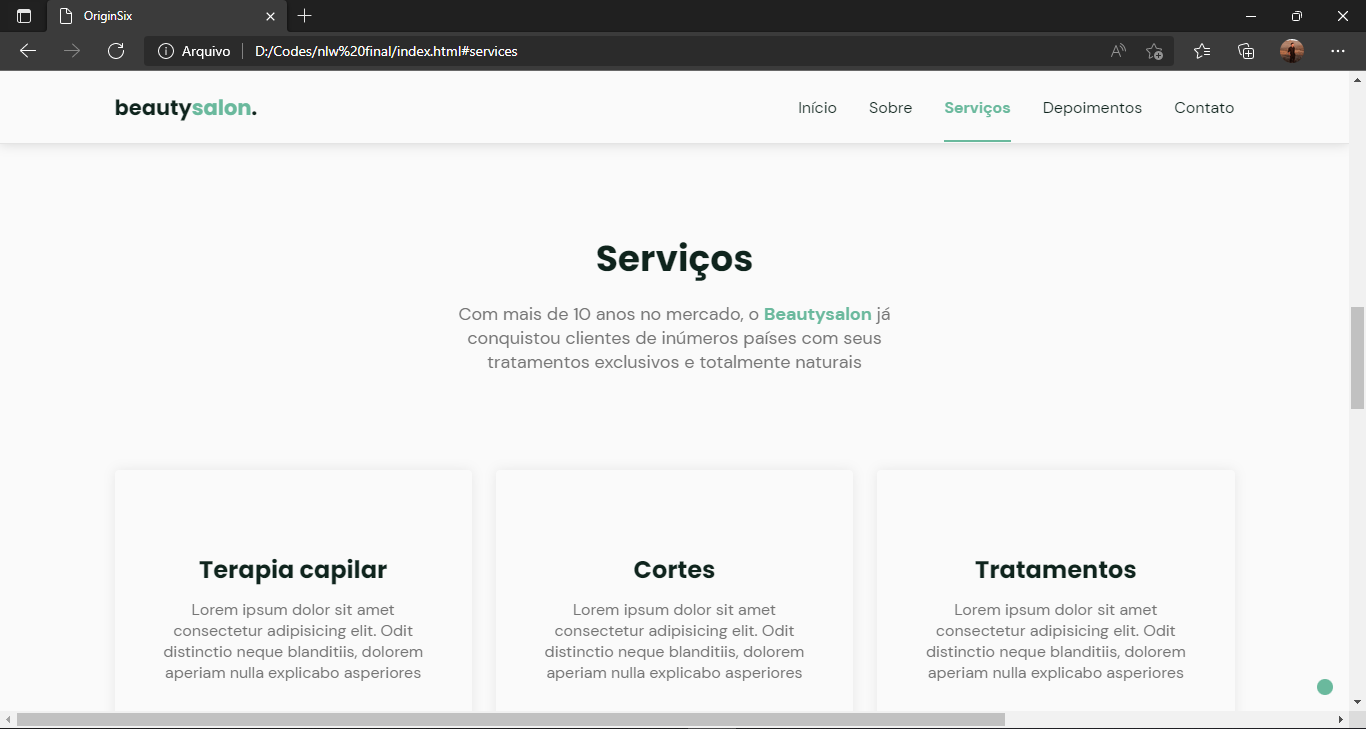 OriginSix
Arquivo D:/Codes/nlw%20final/index.html#services
beautysalon.
Início Sobre Serviços Depoimentos Contato
Serviços
Com mais de 10 anos no mercado, o Beautysalon já
conquistou clientes de inúmeros países com seus
tratamentos exclusivos e totalmente naturais
Terapia capilar
Lorem ipsum dolor sit amet
consectetur adipisicing elit. Odit
distinctio neque blanditiis, dolorem
aperiam nulla explicabo asperiores
Cortes
Lorem ipsum dolor sit amet
consectetur adipisicing elit. Odit
distinctio neque blanditiis, dolorem
aperiam nulla explicabo asperiores
Tratamentos
Lorem ipsum dolor sit amet
consectetur adipisicing elit. Odit
distinctio neque blanditiis, dolorem
aperiam nulla explicabo asperiores